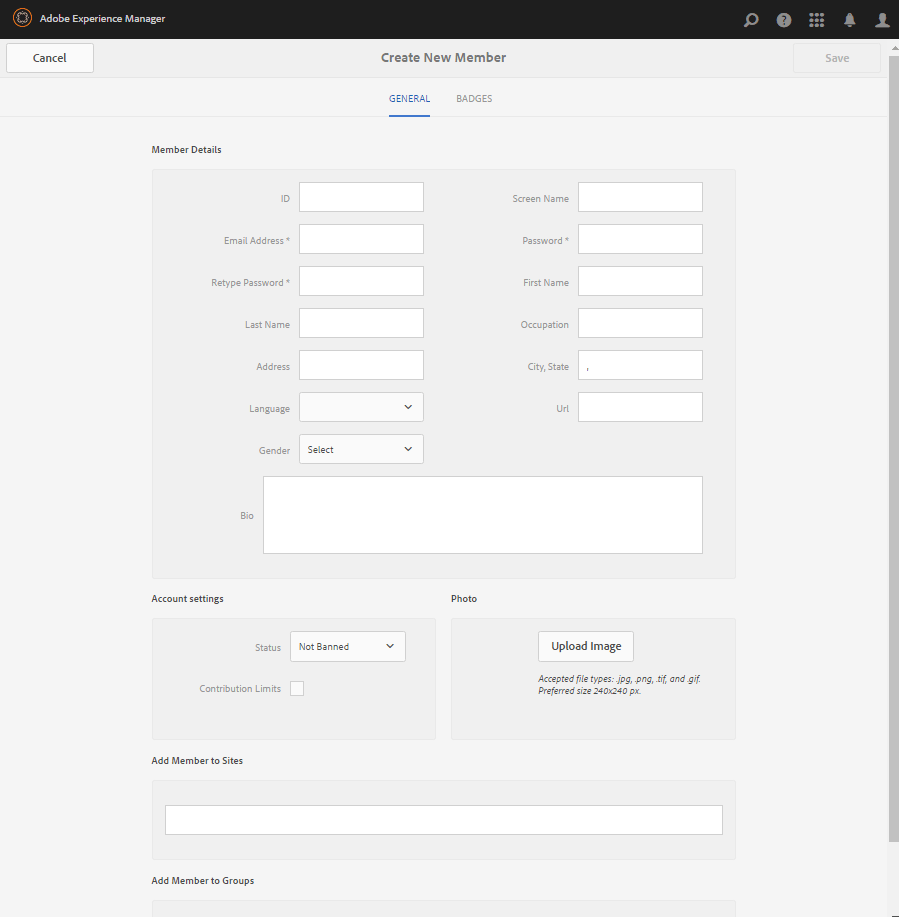 Adobe Experience Manager
Cancel
Create New Member
Save
GENERAL
BADGES
Member Details
ID
Screen Name
Email Address *
Password *
Retype Password *
First Name
Last Name
Occupation
Address
City, State
,
Language
Url
Gender
Select
Bio
Account settings
Photo
Status
Not Banned
Upload Image
Accepted file types: .jpg, .png, .tif, and .gif.
Preferred size 240x240 px.
Contribution Limits
Add Member to Sites
Add Member to Groups